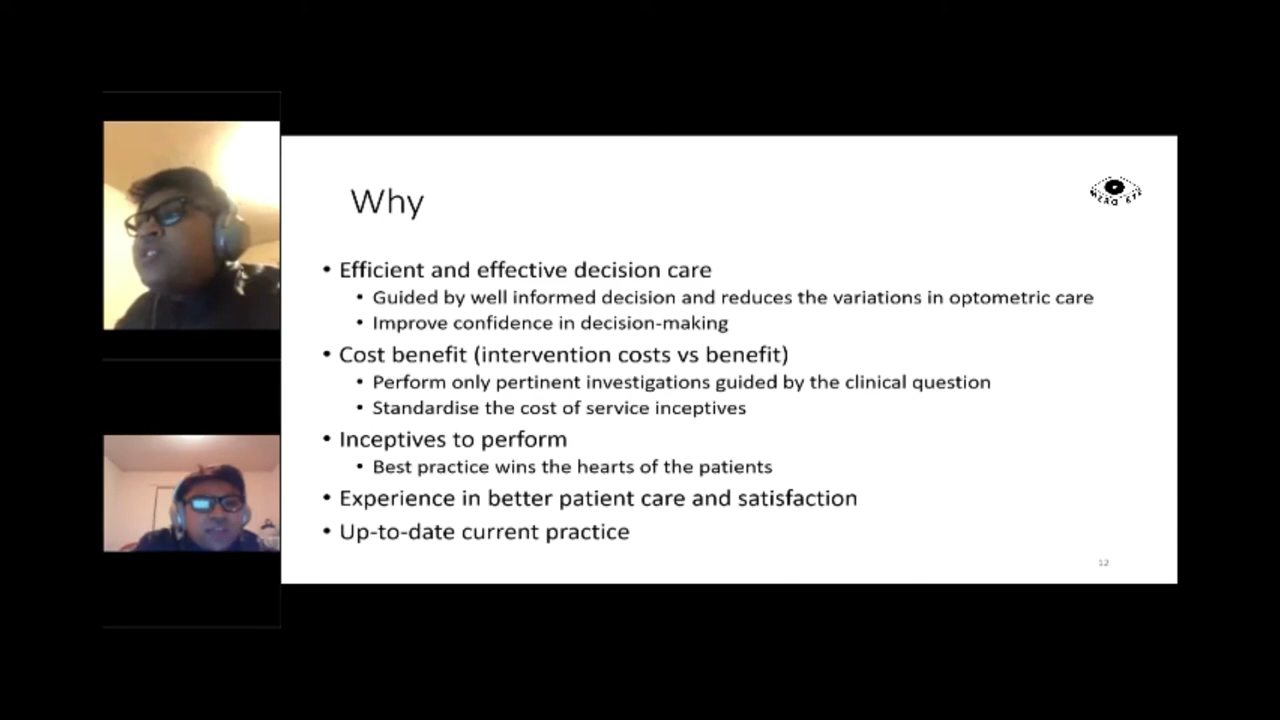 Why
• Efficient and effective decision care
• Guided by well informed decision and reduces the variations in optometric care
• Improve confidence in decision-making
• Cost benefit (intervention costs vs benefit)
• Perform only pertinent investigations guided by the clinical question
• Standardise the cost of service inceptives
• Inceptives to perform
• Best practice wins the hearts of the patients
• Experience in better patient care and satisfaction
• Up-to-date current practice
12